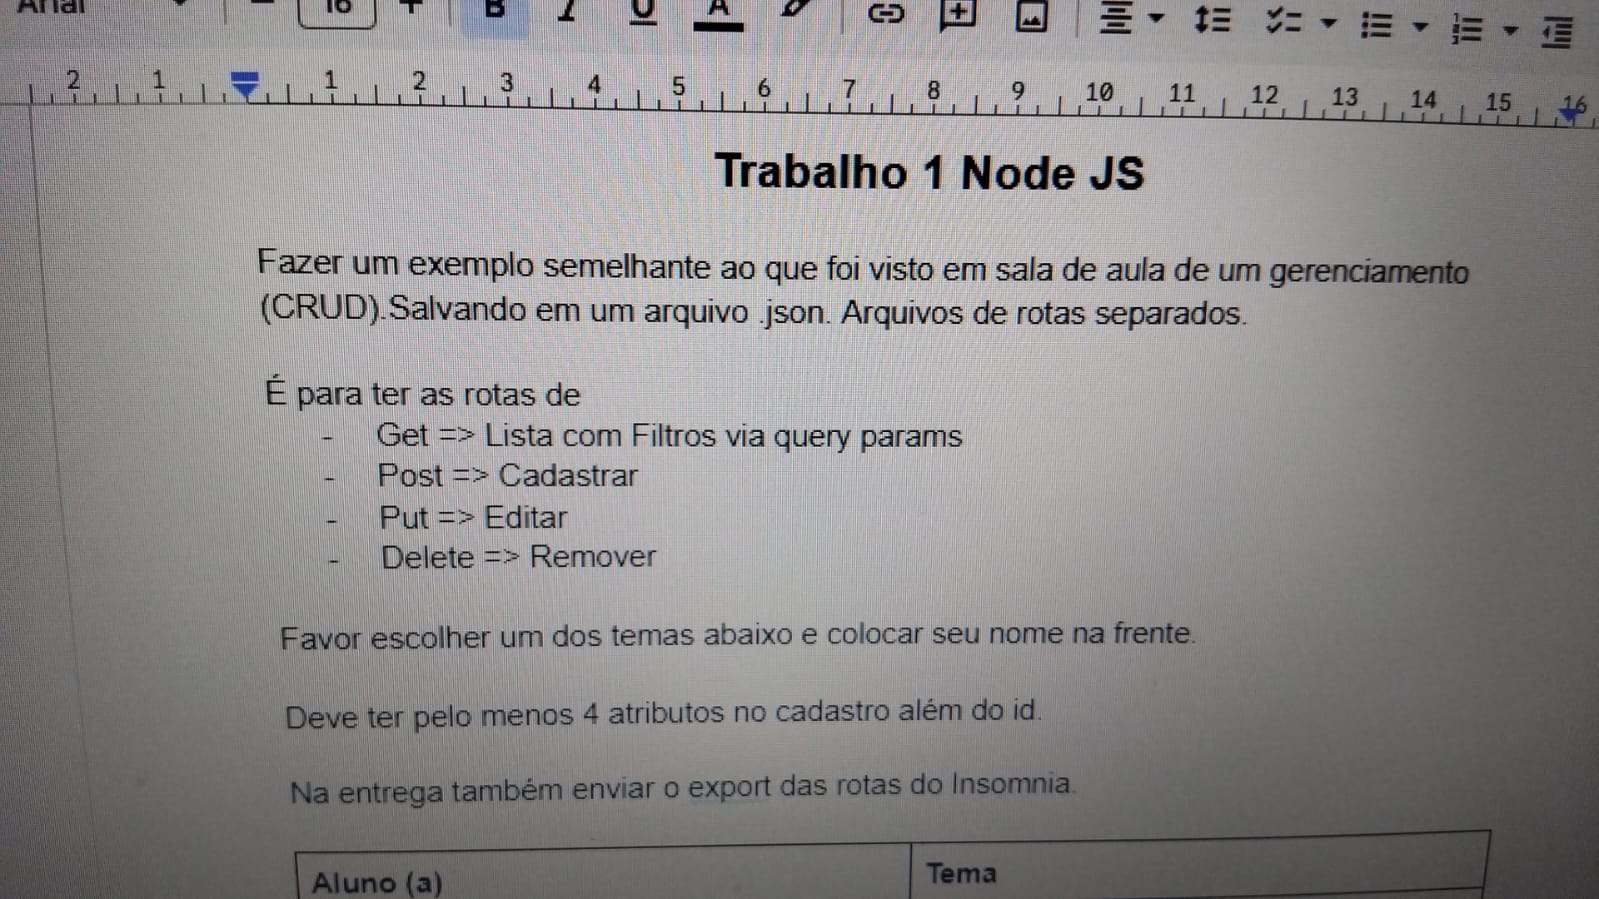 Arial
16
B I U A
2 1 1 2 3 4 5 6 7 8 9 10 11 12 13 14 15 16
Trabalho 1 Node JS
Fazer um exemplo semelhante ao que foi visto em sala de aula de um gerenciamento
(CRUD).Salvando em um arquivo .json. Arquivos de rotas separados.
É para ter as rotas de
- Get => Lista com Filtros via query params
- Post => Cadastrar
- Put => Editar
- Delete => Remover
Favor escolher um dos temas abaixo e colocar seu nome na frente.
Deve ter pelo menos 4 atributos no cadastro além do id.
Na entrega também enviar o export das rotas do Insomnia.
Aluno (a) Tema